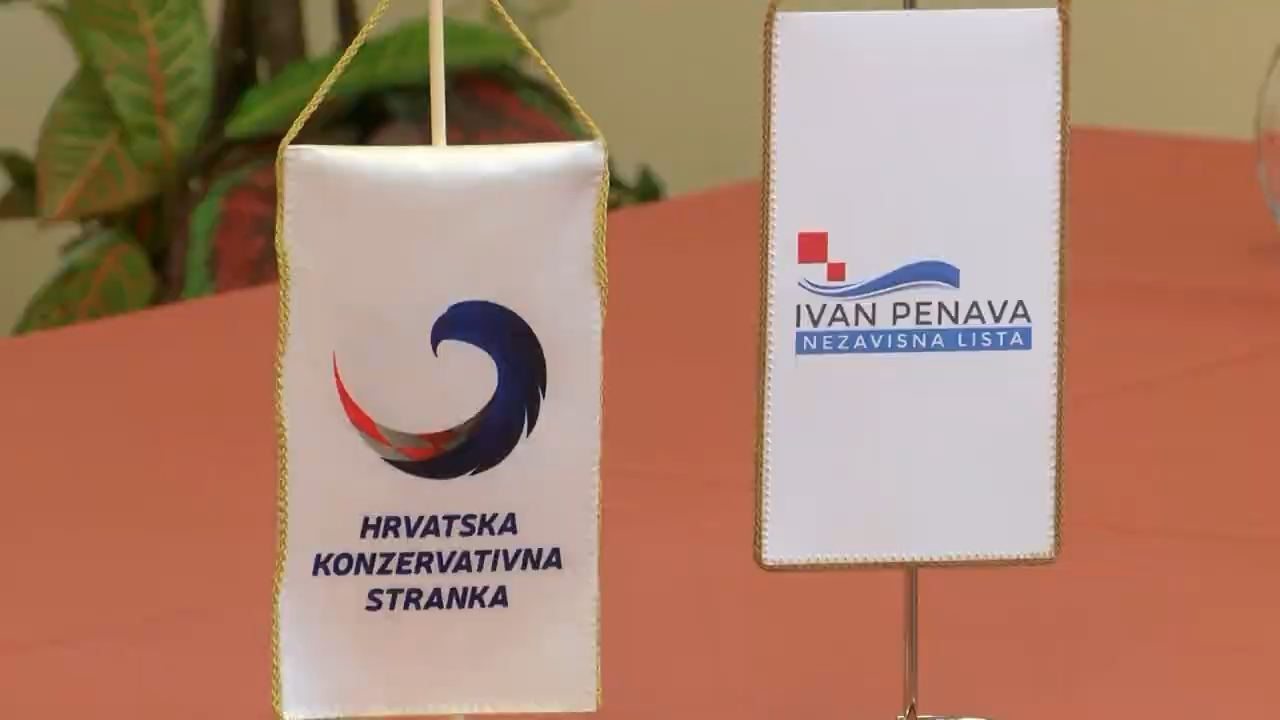 HRVATSKA
KONZERVATIVNA
STRANKA
IVAN PENAVA
NEZAVISNA LISTA